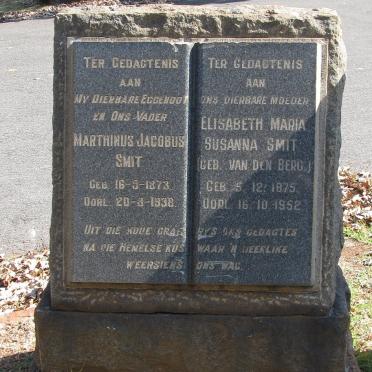 TER GEDAGTENIS
AAN
MY DIERBARE EGGENOOT
EN ONS VADER
MARTHINUS JACOBUS
SMIT
GEB. 16-5-1873.
OORL. 20-8-1938.
TER GEDAGTENIS
AAN
ONS DIERBARE MOEDER
ELISABETH MARIA
SUSANNA SMIT
(GEB. VAN DEN BERG.)
GEB. 5.12.1875.
OORL. 16.10.1952.
UIT DIE KOUE GRAF RYS ONS GEDAGTES
NA DIE HEMELSE KUS WAAR 'N HEERLIKE
WEERSIENS ONS WAG.